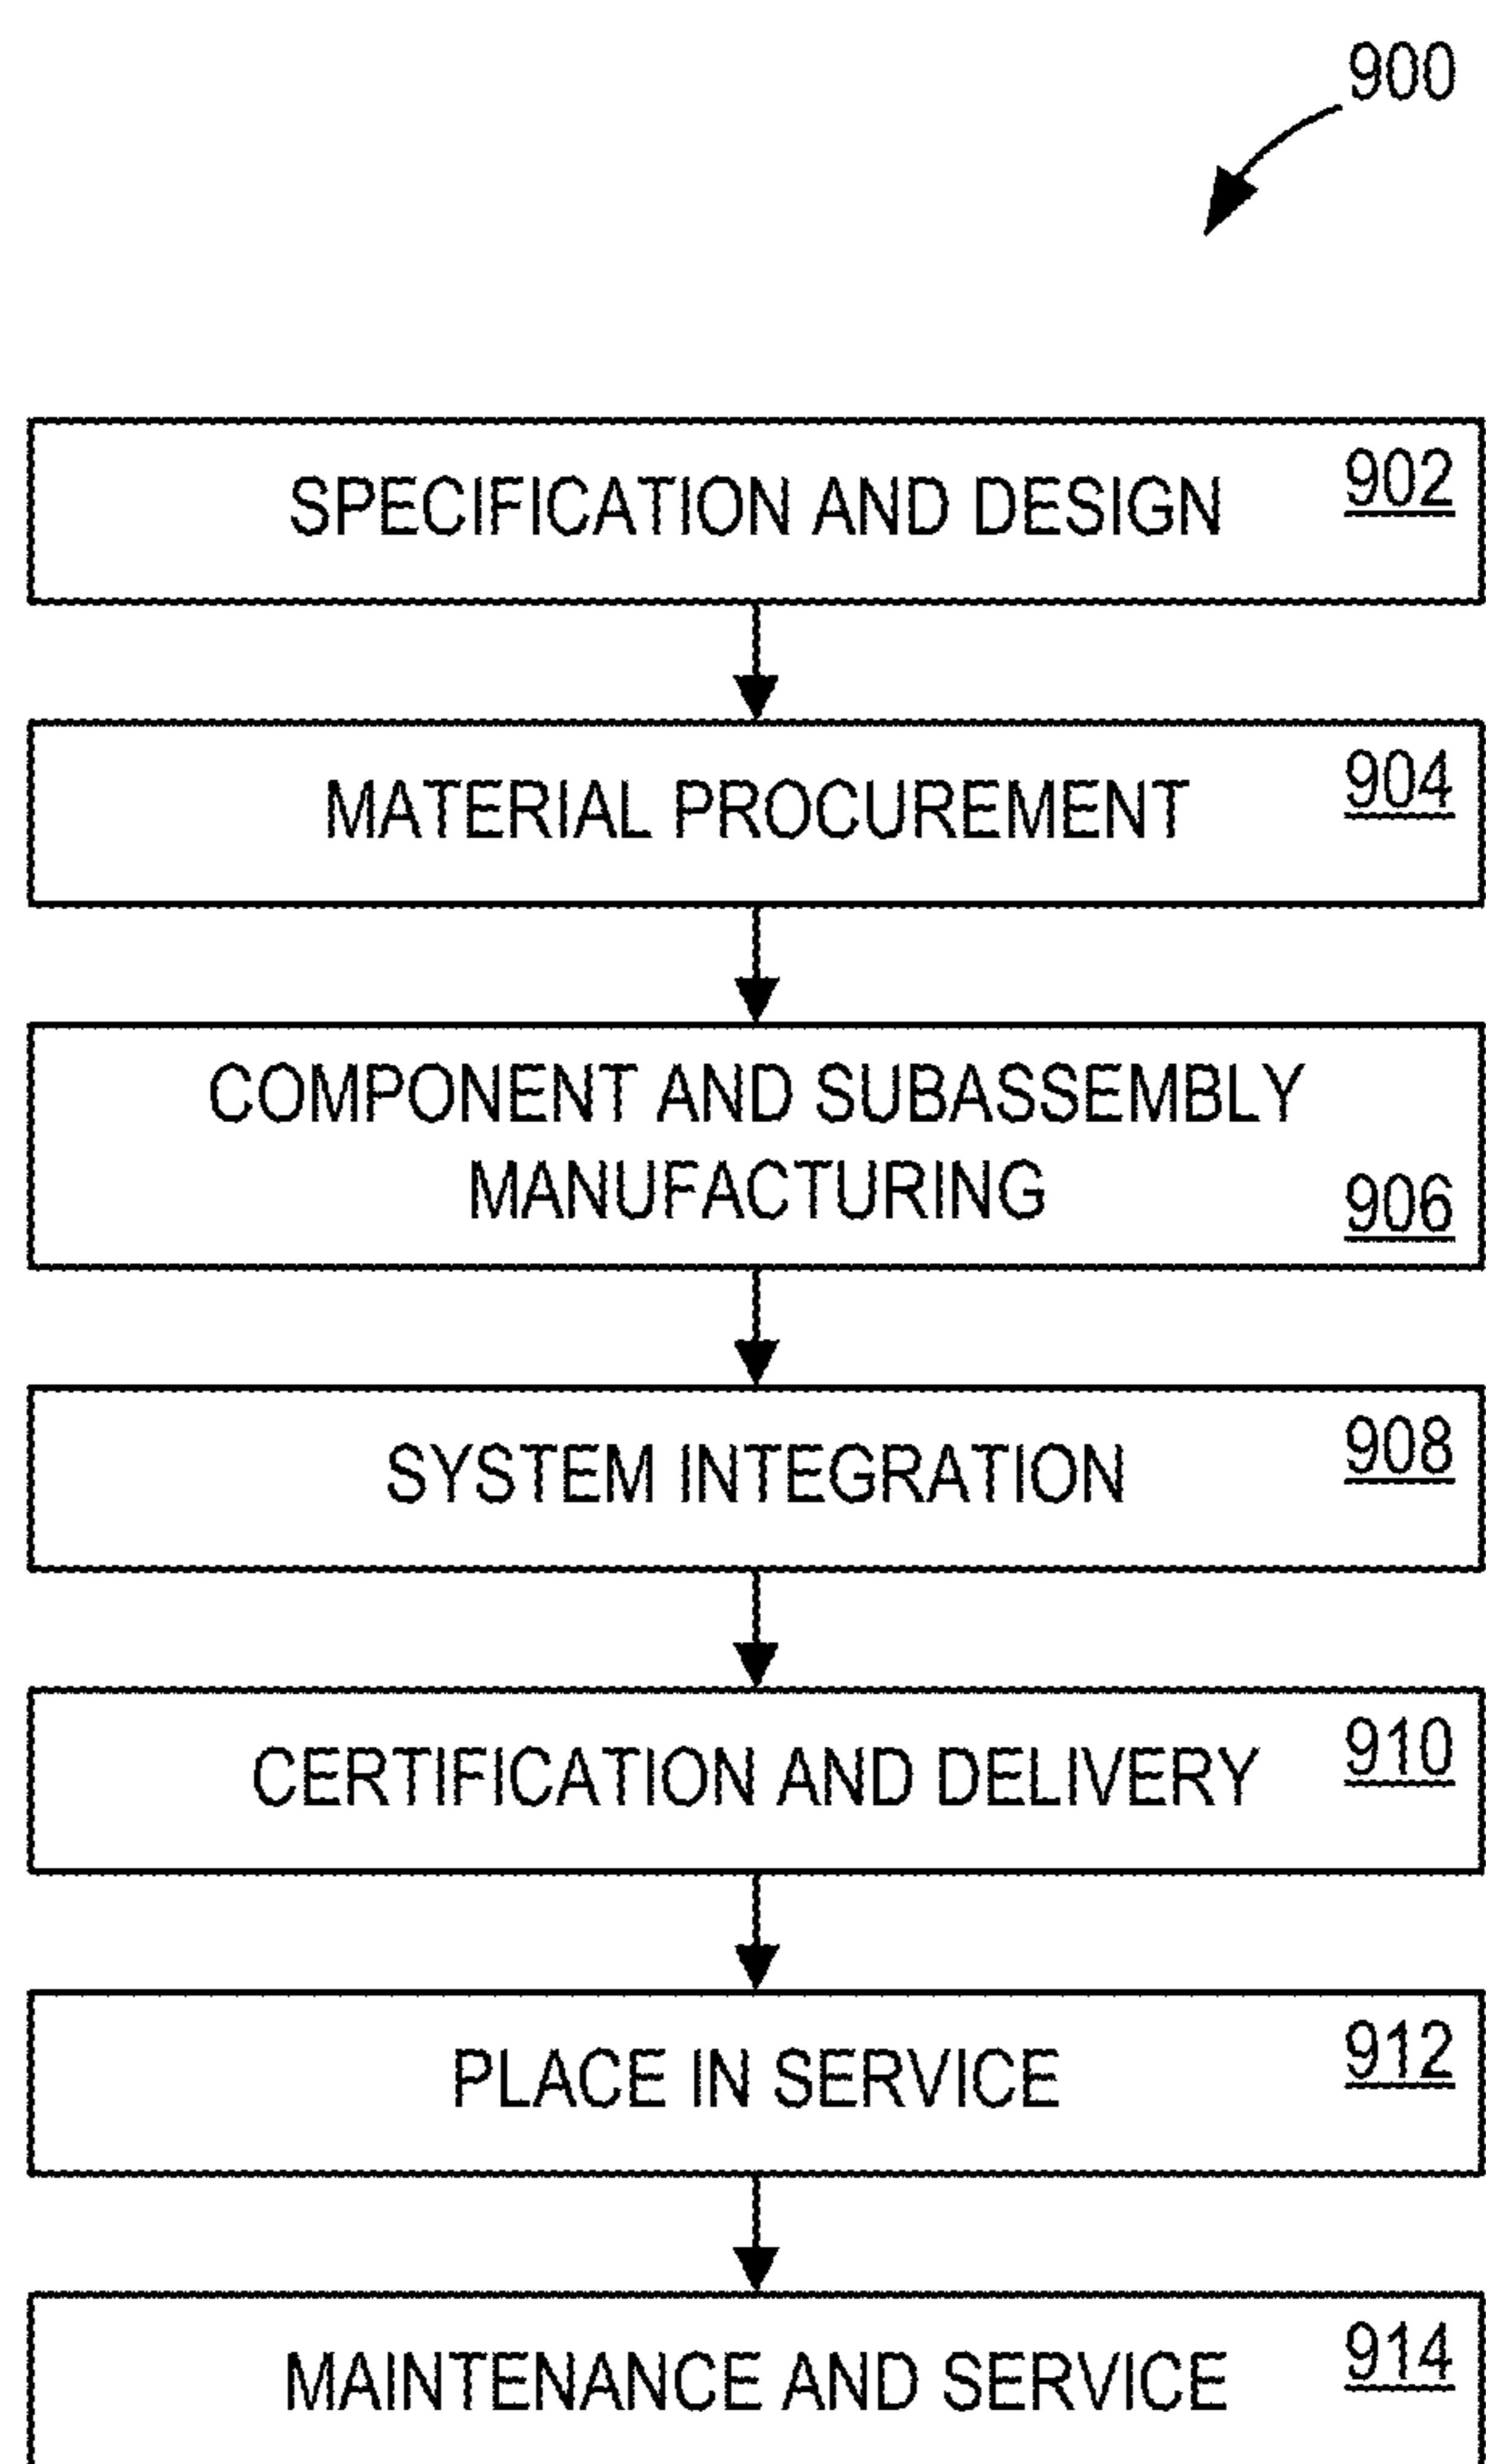 900
SPECIFICATION AND DESIGN 902
MATERIAL PROCUREMENT 904
COMPONENT AND SUBASSEMBLY
MANUFACTURING 906
SYSTEM INTEGRATION 908
CERTIFICATION AND DELIVERY 910
PLACE IN SERVICE 912
MAINTENANCE AND SERVICE 914